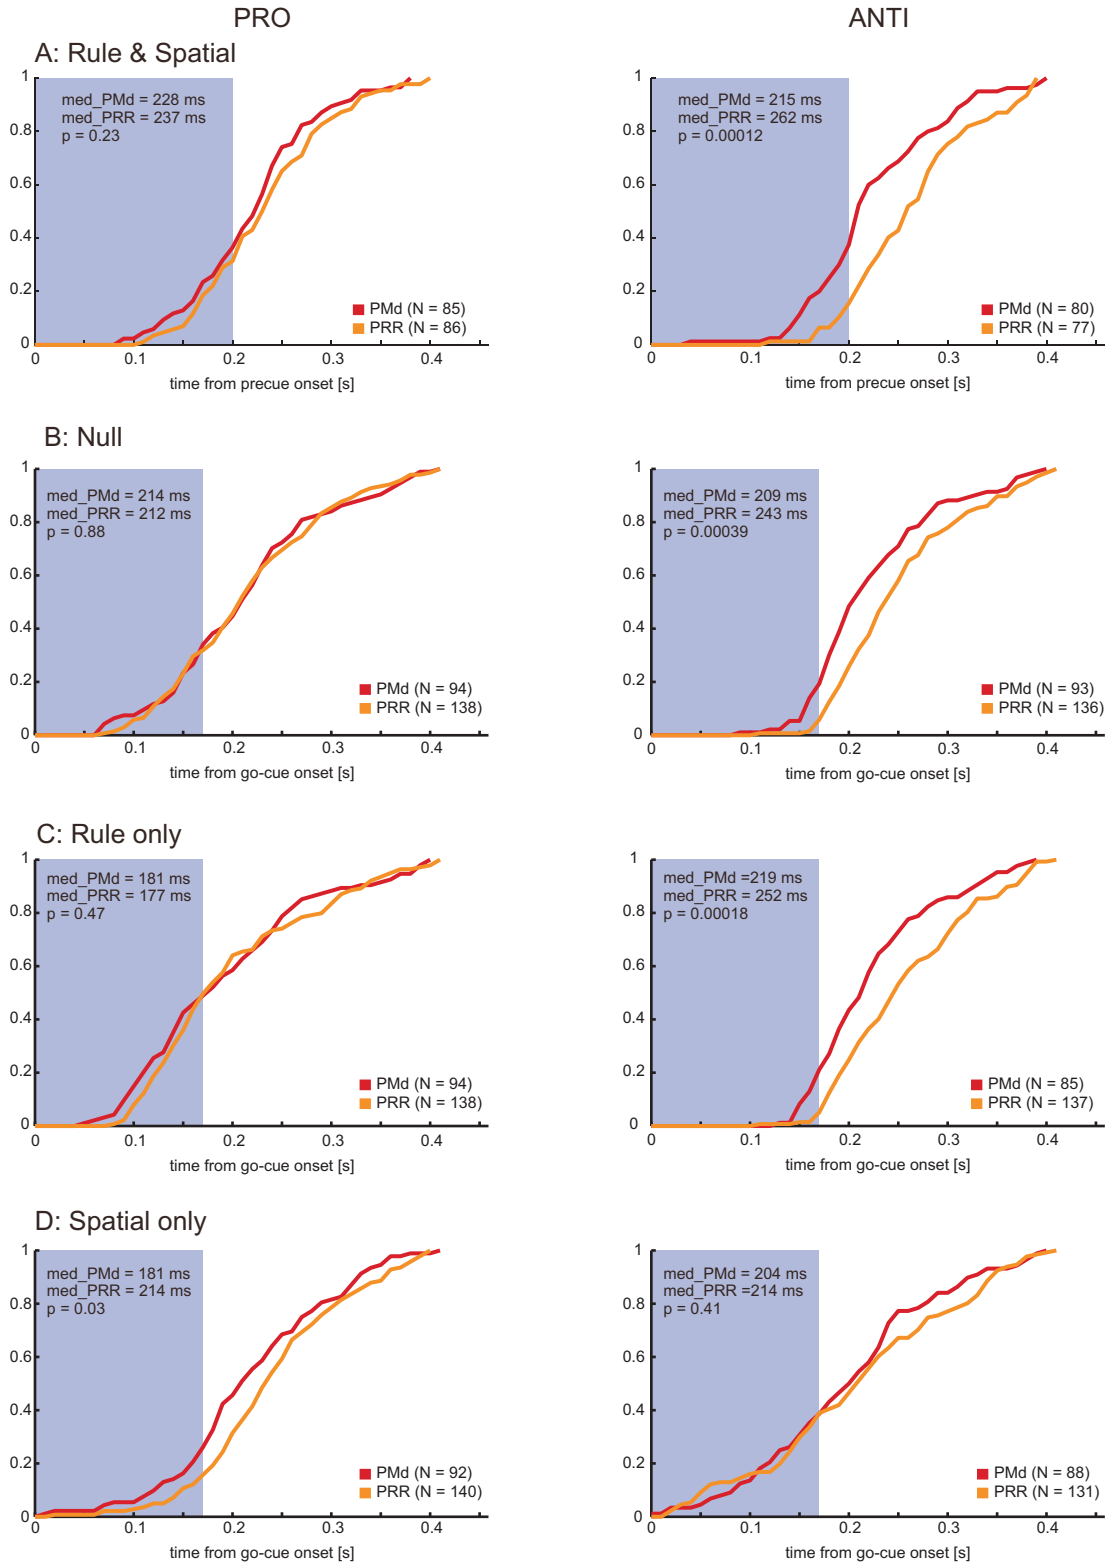 PRO
ANTI
A: Rule & Spatial
1
0.8
0.6
0.4
0.2
0
med_PMd = 228 ms
med_PRR = 237 ms
p = 0.23
PMd (N = 85)
PRR (N = 86)
0 0.1 0.2 0.3 0.4
time from precue onset [s]
1
0.8
0.6
0.4
0.2
0
med_PMd = 215 ms
med_PRR = 262 ms
p = 0.00012
PMd (N = 80)
PRR (N = 77)
0 0.1 0.2 0.3 0.4
time from precue onset [s]
B: Null
1
0.8
0.6
0.4
0.2
0
med_PMd = 214 ms
med_PRR = 212 ms
p = 0.88
PMd (N = 94)
PRR (N = 138)
0 0.1 0.2 0.3 0.4
time from go-cue onset [s]
1
0.8
0.6
0.4
0.2
0
med_PMd = 209 ms
med_PRR = 243 ms
p = 0.00039
PMd (N = 93)
PRR (N = 136)
0 0.1 0.2 0.3 0.4
time from go-cue onset [s]
C: Rule only
1
0.8
0.6
0.4
0.2
0
med_PMd = 181 ms
med_PRR = 177 ms
p = 0.47
PMd (N = 94)
PRR (N = 138)
0 0.1 0.2 0.3 0.4
time from go-cue onset [s]
1
0.8
0.6
0.4
0.2
0
med_PMd =219 ms
med_PRR = 252 ms
p = 0.00018
PMd (N = 85)
PRR (N = 137)
0 0.1 0.2 0.3 0.4
time from go-cue onset [s]
D: Spatial only
1
0.8
0.6
0.4
0.2
0
med_PMd = 181 ms
med_PRR = 214 ms
p = 0.03
PMd (N = 92)
PRR (N = 140)
0 0.1 0.2 0.3 0.4
time from go-cue onset [s]
1
0.8
0.6
0.4
0.2
0
med_PMd = 204 ms
med_PRR =214 ms
p = 0.41
PMd (N = 88)
PRR (N = 131)
0 0.1 0.2 0.3 0.4
time from go-cue onset [s]